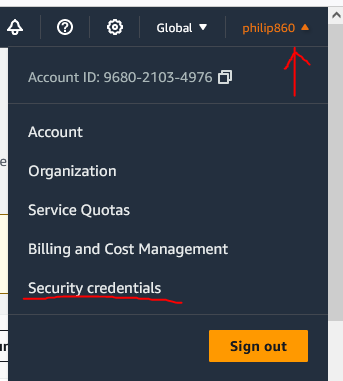 Global philip860
Account ID: 9680-2103-4976
Account
Organization
Service Quotas
Billing and Cost Management
Security credentials
Sign out